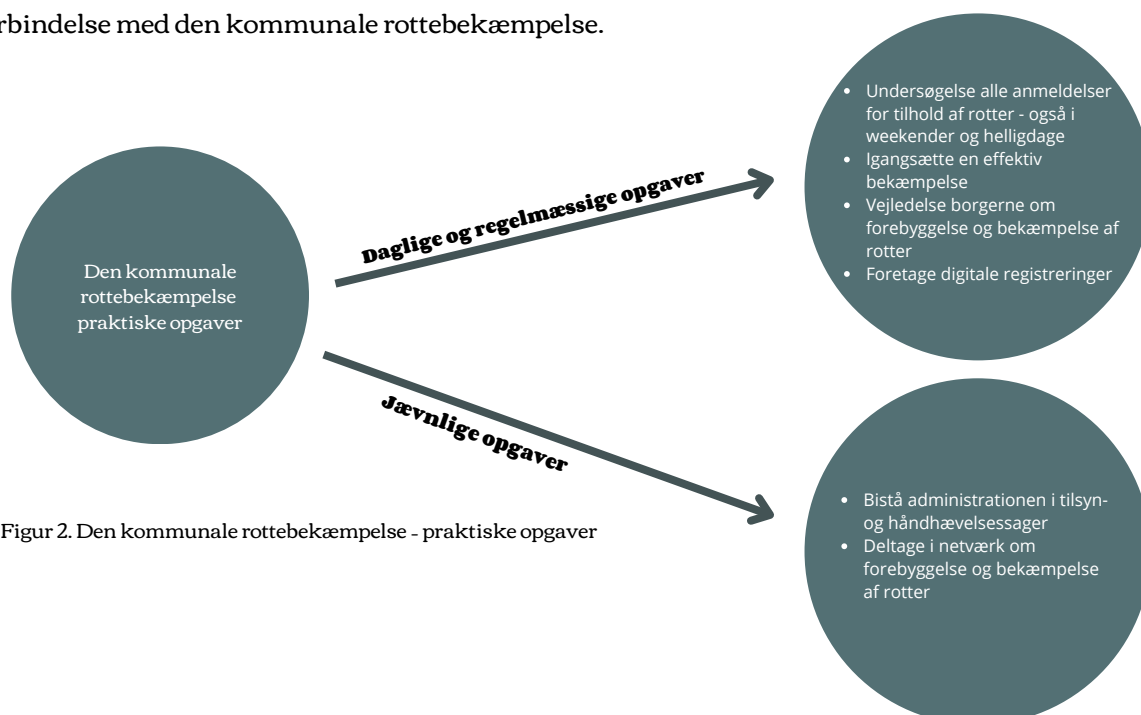 rbindelse med den kommunale rottebekæmpelse.
Den kommunale
rottebekæmpelse
praktiske opgaver
Daglige og regelmæssige opgaver
• Undersøgelse alle anmeldelser
for tilhold af rotter - også i
weekender og helligdage
• Igangsætte en effektiv
bekæmpelse
• Vejledelse borgerne om
forebyggelse og bekæmpelse af
rotter
• Foretage digitale registreringer
Jævnlige opgaver
• Bistå administrationen i tilsyn-
og håndhævelsessager
• Deltage i netværk om
forebyggelse og bekæmpelse
af rotter
Figur 2. Den kommunale rottebekæmpelse - praktiske opgaver